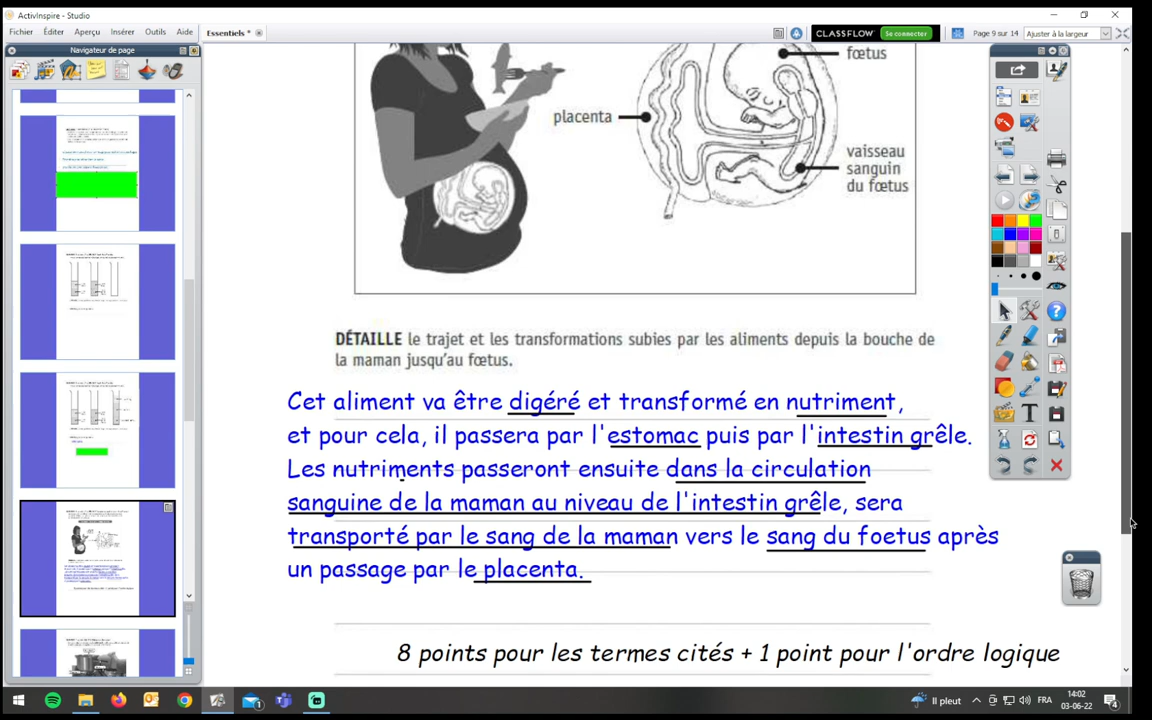 ActivInspire - Studio
Fichier Éditer Aperçu Insérer Outils Aide
Essentiels *
CLASSFLOW Se connecter
Page 9 sur 14
Ajuster à la largeur
Navigateur de page
fœtus
placenta
vaisseau
sanguin
du fœtus
DÉTAILLE le trajet et les transformations subies par les aliments depuis la bouche de
la maman jusqu'au fœtus.
Cet aliment va être digéré et transformé en nutriment,
et pour cela, il passera par l'estomac puis par l'intestin grêle.
Les nutriments passeront ensuite dans la circulation
sanguine de la maman au niveau de l'intestin grêle, sera
transporté par le sang de la maman vers le sang du foetus après
un passage par le placenta.
8 points pour les termes cités + 1 point pour l'ordre logique
Il pleut
FRA
14:02
03-06-22
4